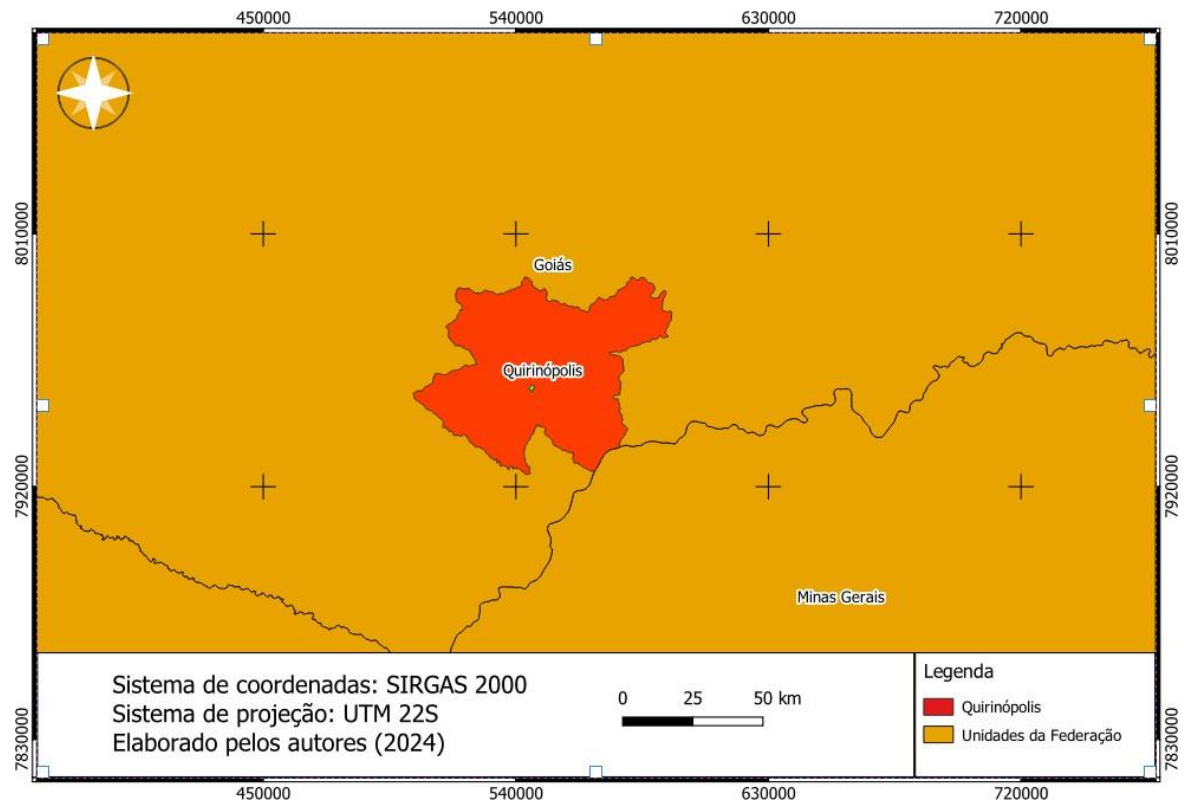 450000 540000 630000 720000
8010000 8010000
Goiás
Quirinópolis
7920000 7920000
Minas Gerais
Sistema de coordenadas: SIRGAS 2000
Sistema de projeção: UTM 22S
Elaborado pelos autores (2024)
0 25 50 km
Legenda
Quirinópolis
Unidades da Federação
7830000 7830000
450000 540000 630000 720000